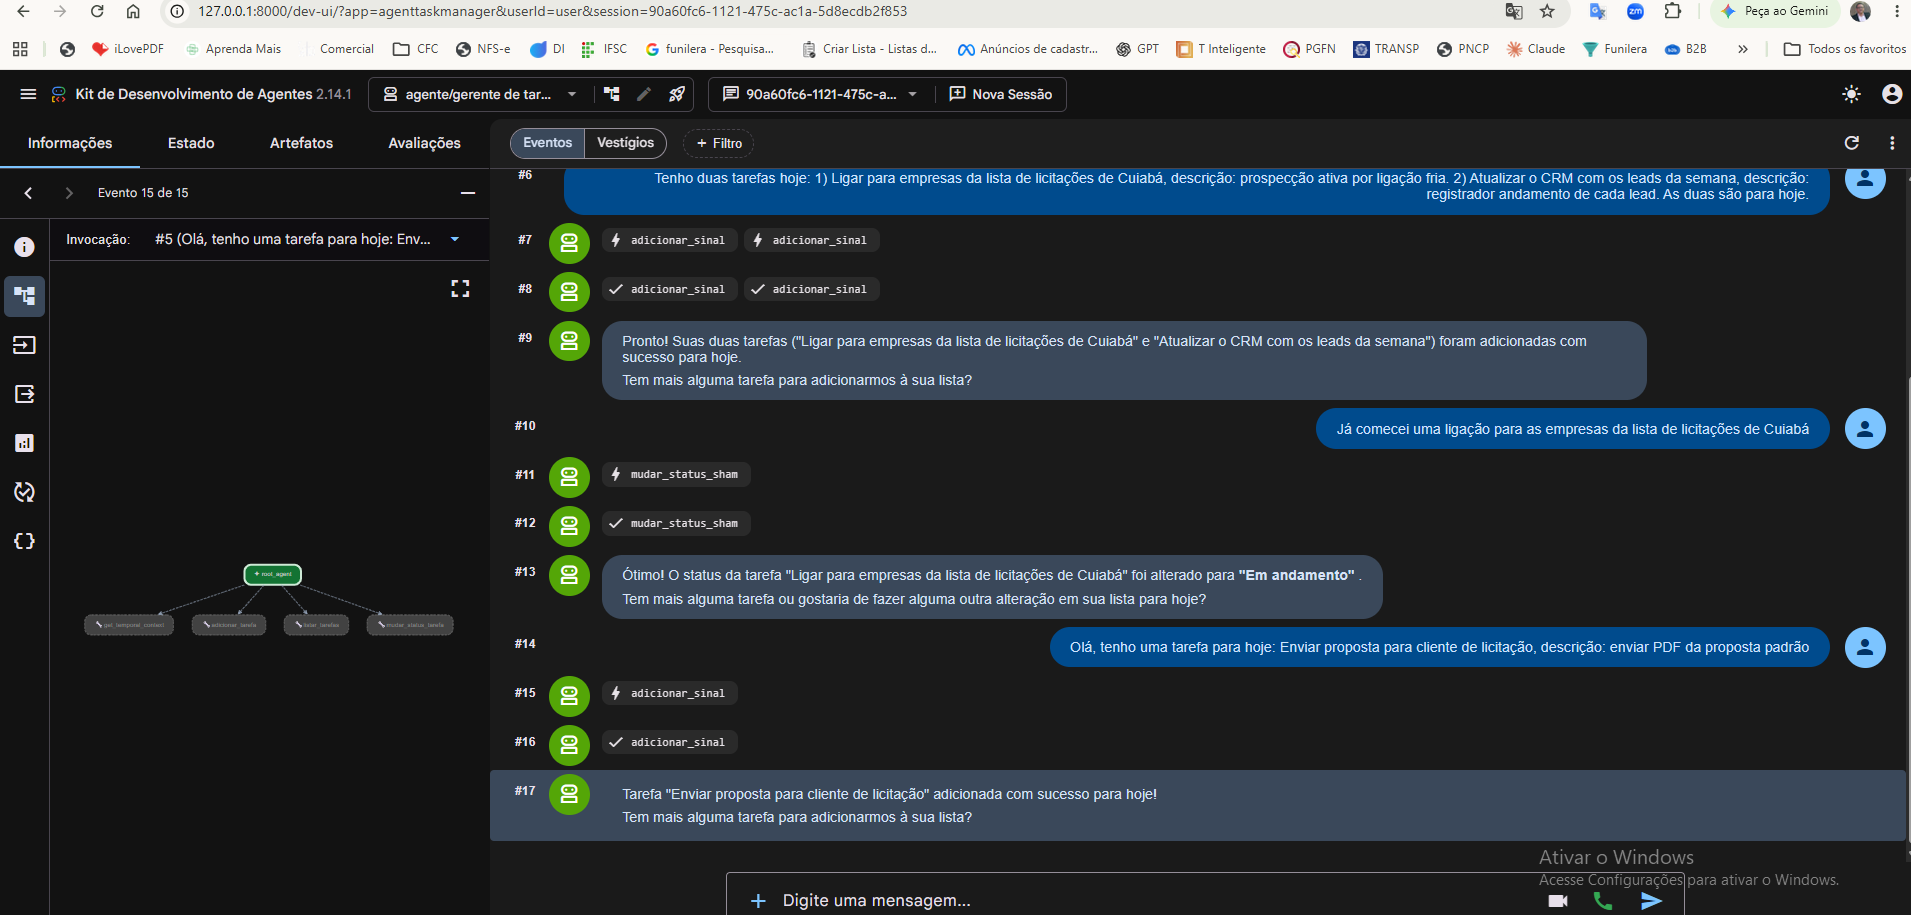 127.0.0.1:8000/dev-ui/?app=agenttaskmanager&userId=user&session=90a60fc6-1121-475c-ac1a-5d8ecdb2f853
zm
Peça ao Gemini
iLovePDF
Aprenda Mais
Comercial
CFC
NFS-e
DI
IFSC
funilera - Pesquisa...
Criar Lista - Listas d...
Anúncios de cadastr...
GPT
T Inteligente
PGFN
TRANSP
PNCP
Claude
Funilera
B2B
Todos os favoritos
Kit de Desenvolvimento de Agentes 2.14.1
agente/gerente de tar...
90a60fc6-1121-475c-a...
Nova Sessão
Informações
Estado
Artefatos
Avaliações
Eventos
Vestígios
+ Filtro
Evento 15 de 15
Invocação:
#5 (Olá, tenho uma tarefa para hoje: Env...
root_agent
get_temporal_context
adicionar_tarefa
listar_tarefas
mudar_status_tarefa
#6
Tenho duas tarefas hoje: 1) Ligar para empresas da lista de licitações de Cuiabá, descrição: prospecção ativa por ligação fria. 2) Atualizar o CRM com os leads da semana, descrição:
registrador andamento de cada lead. As duas são para hoje.
#7
adicionar_sinal
adicionar_sinal
#8
adicionar_sinal
adicionar_sinal
#9
Pronto! Suas duas tarefas ("Ligar para empresas da lista de licitações de Cuiabá" e "Atualizar o CRM com os leads da semana") foram adicionadas com
sucesso para hoje.
Tem mais alguma tarefa para adicionarmos à sua lista?
#10
Já comecei uma ligação para as empresas da lista de licitações de Cuiabá
#11
mudar_status_sham
#12
mudar_status_sham
#13
Ótimo! O status da tarefa "Ligar para empresas da lista de licitações de Cuiabá" foi alterado para "Em andamento" .
Tem mais alguma tarefa ou gostaria de fazer alguma outra alteração em sua lista para hoje?
#14
Olá, tenho uma tarefa para hoje: Enviar proposta para cliente de licitação, descrição: enviar PDF da proposta padrão
#15
adicionar_sinal
#16
adicionar_sinal
#17
Tarefa "Enviar proposta para cliente de licitação" adicionada com sucesso para hoje!
Tem mais alguma tarefa para adicionarmos à sua lista?
Ativar o Windows
Acesse Configurações para ativar o Windows.
Digite uma mensagem...